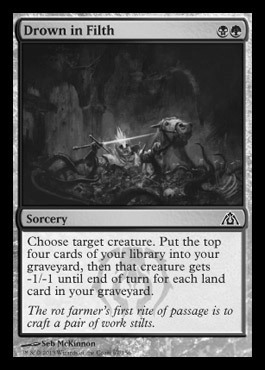 Drown in Filth
Sorcery
Choose target creature. Put the top
four cards of your library into your
graveyard, then that creature gets
-1/-1 until end of turn for each land
card in your graveyard.
The rot farmer's first rite of passage is to
craft a pair of work stilts.
Seb McKinnon